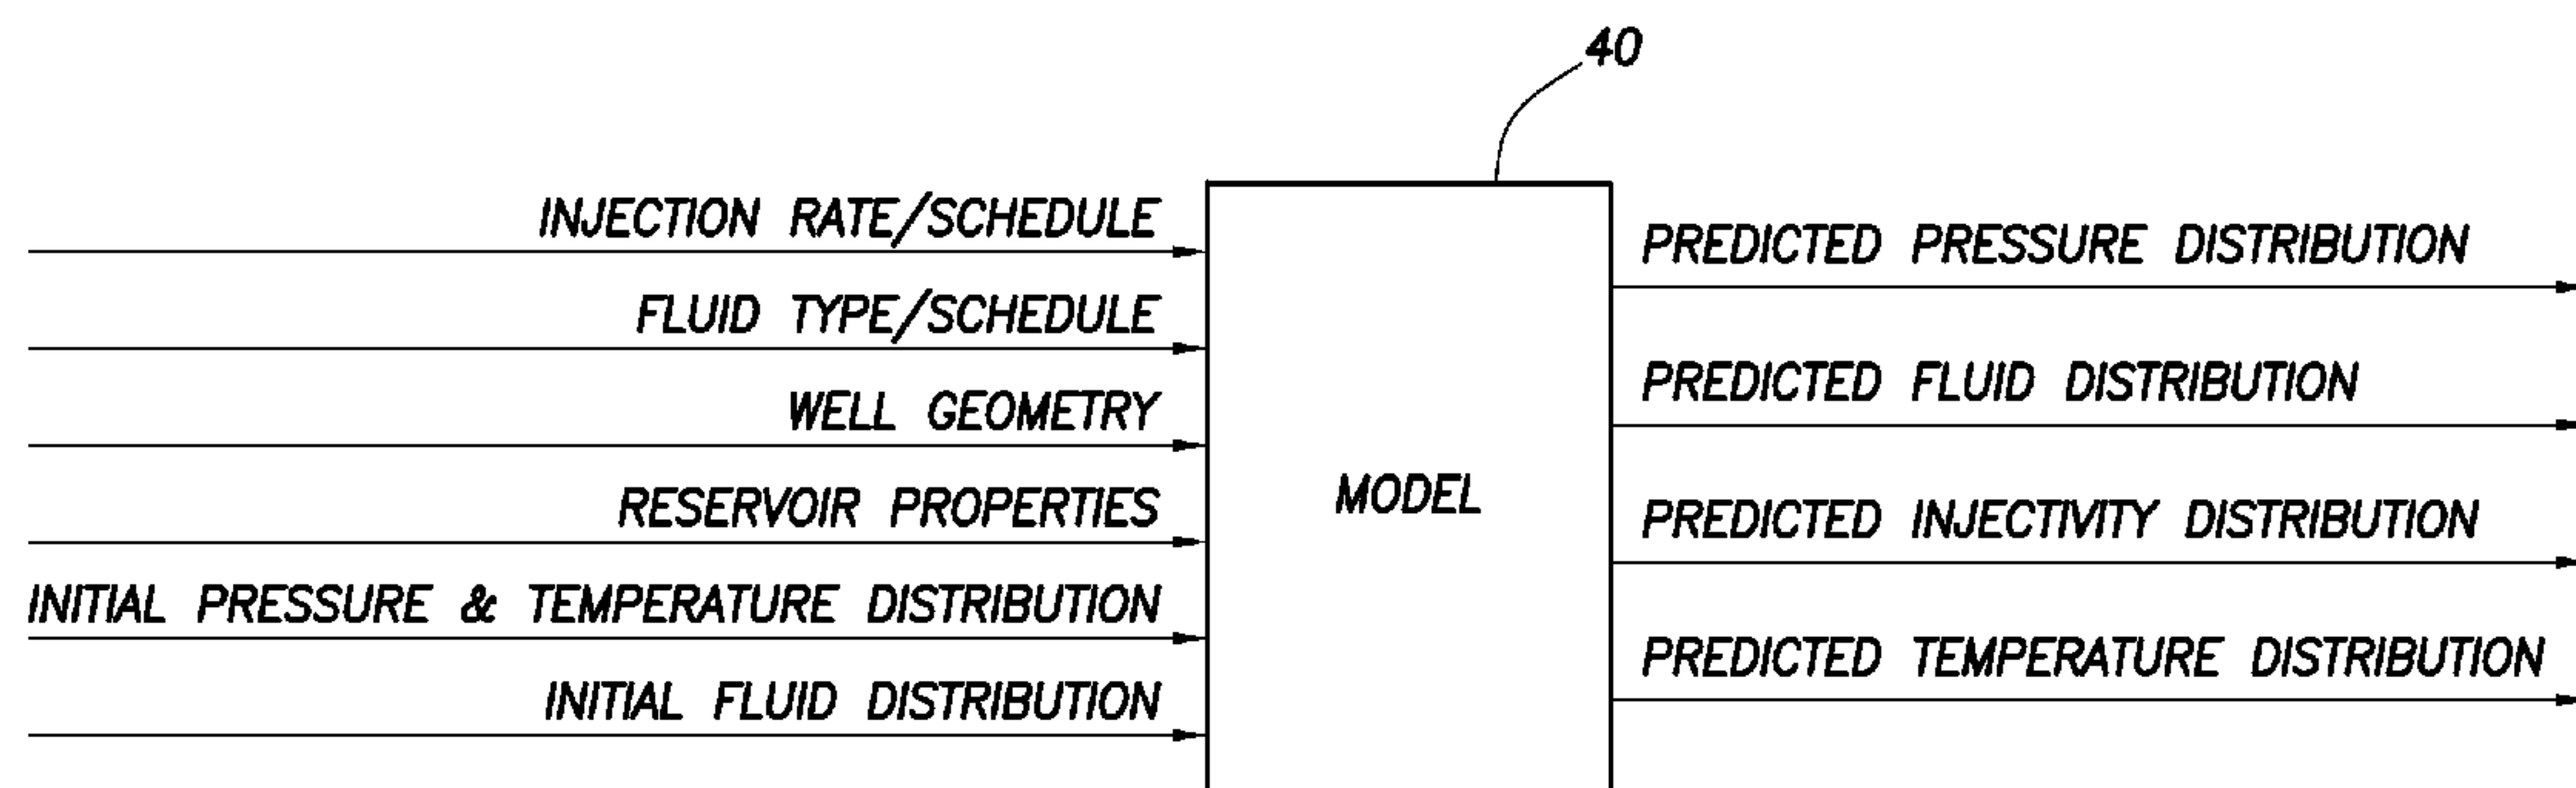 40
INJECTION RATE/SCHEDULE
FLUID TYPE/SCHEDULE
WELL GEOMETRY
RESERVOIR PROPERTIES
INITIAL PRESSURE & TEMPERATURE DISTRIBUTION
INITIAL FLUID DISTRIBUTION
MODEL
PREDICTED PRESSURE DISTRIBUTION
PREDICTED FLUID DISTRIBUTION
PREDICTED INJECTIVITY DISTRIBUTION
PREDICTED TEMPERATURE DISTRIBUTION